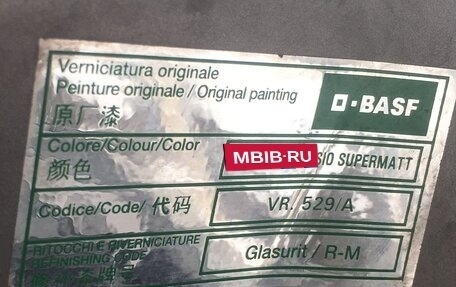 Verniciatura originale
Peinture originale / Original painting
原厂漆
BASF
Colore/Colour/Color
颜色
MBIB.RU
SIO SUPERMATT
Codice/Code/ 代码
VR. 529/A
RITOCCHI E RIVERNICIATURE
REFINISHING CODE
Glasurit / R-M